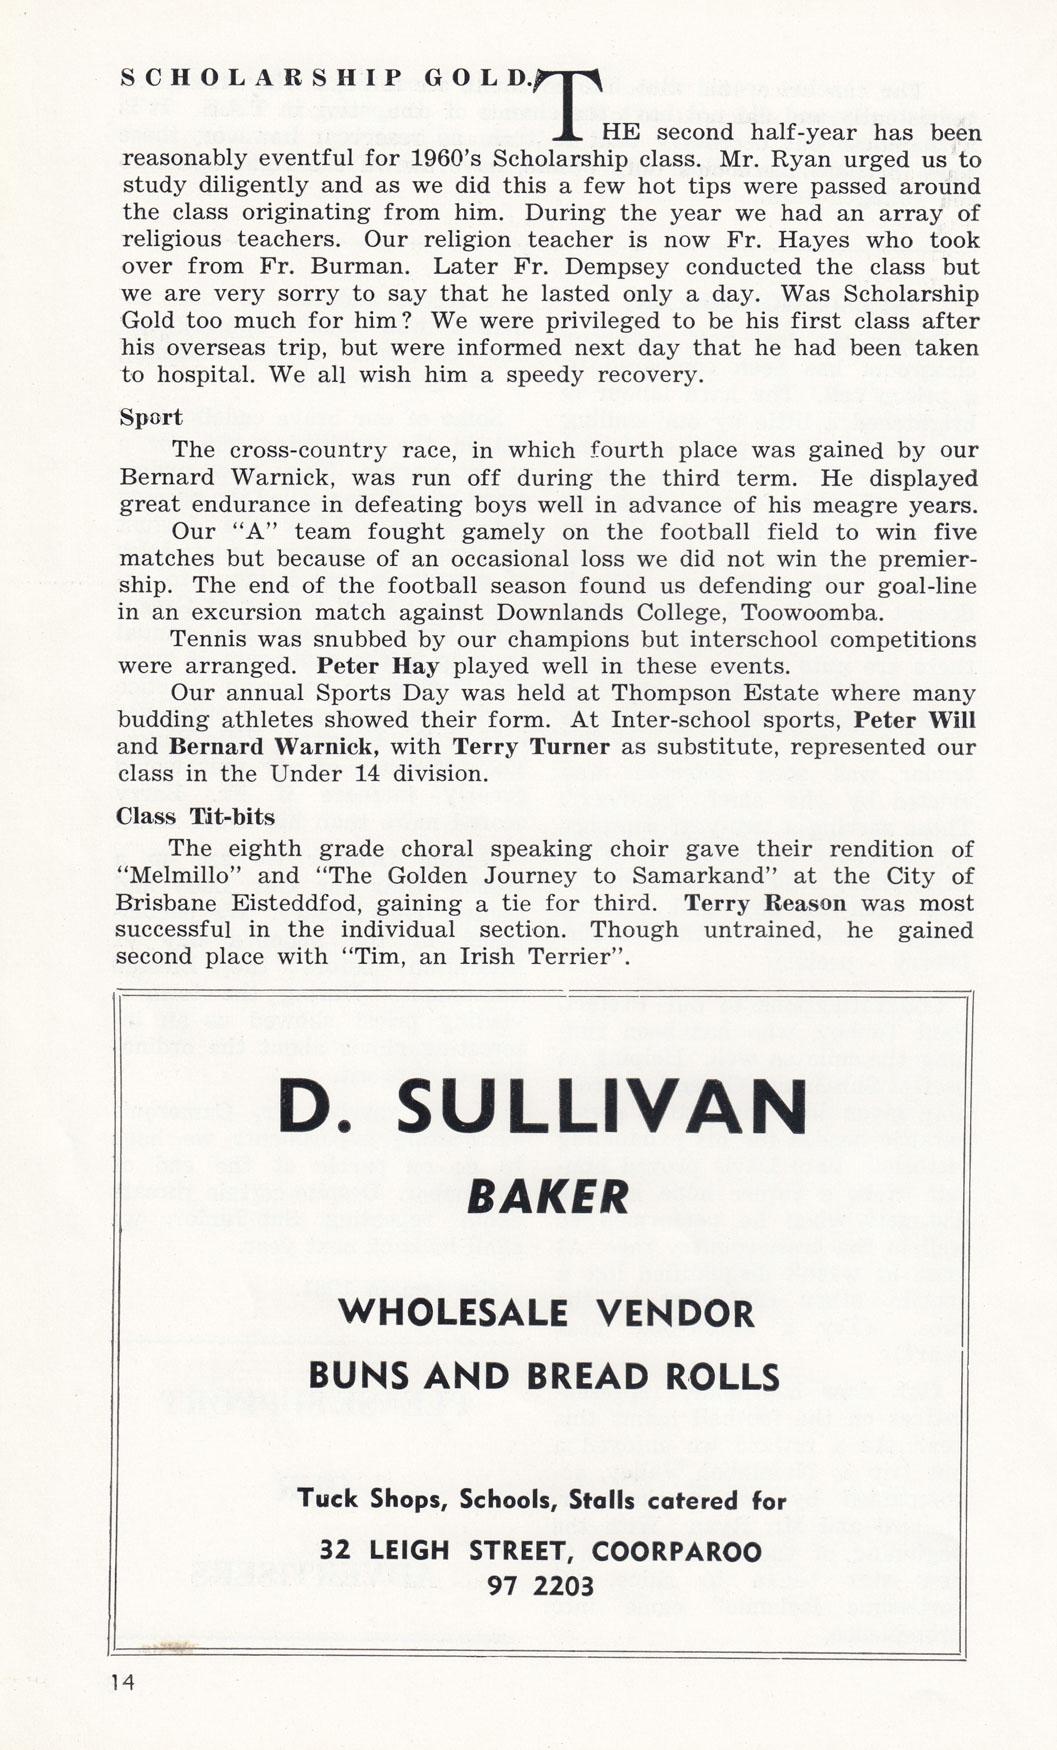 SCHOLARSHIP GOLD.
THE second half-year has been
reasonably eventful for 1960's Scholarship class. Mr. Ryan urged us to
study diligently and as we did this a few hot tips were passed around
the class originating from him. During the year we had an array of
religious teachers. Our religion teacher is now Fr. Hayes who took
over from Fr. Burman. Later Fr. Dempsey conducted the class but
we are very sorry to say that he lasted only a day. Was Scholarship
Gold too much for him? We were privileged to be his first class after
his overseas trip, but were informed next day that he had been taken
to hospital. We all wish him a speedy recovery.
Sport
The cross-country race, in which fourth place was gained by our
Bernard Warnick, was run off during the third term. He displayed
great endurance in defeating boys well in advance of his meagre years.
Our "A" team fought gamely on the football field to win five
matches but because of an occasional loss we did not win the premier-
ship. The end of the football season found us defending our goal-line
in an excursion match against Downlands College, Toowoomba.
Tennis was snubbed by our champions but interschool competitions
were arranged. Peter Hay played well in these events.
Our annual Sports Day was held at Thompson Estate where many
budding athletes showed their form. At Inter-school sports, Peter Will
and Bernard Warnick, with Terry Turner as substitute, represented our
class in the Under 14 division.
Class Tit-bits
The eighth grade choral speaking choir gave their rendition of
"Melmillo" and "The Golden Journey to Samarkand" at the City of
Brisbane Eisteddfod, gaining a tie for third. Terry Reason was most
successful in the individual section. Though untrained, he gained
second place with "Tim, an Irish Terrier".
D. SULLIVAN
BAKER
WHOLESALE VENDOR
BUNS AND BREAD ROLLS
Tuck Shops, Schools, Stalls catered for
32 LEIGH STREET, COORPAROO
97 2203
14